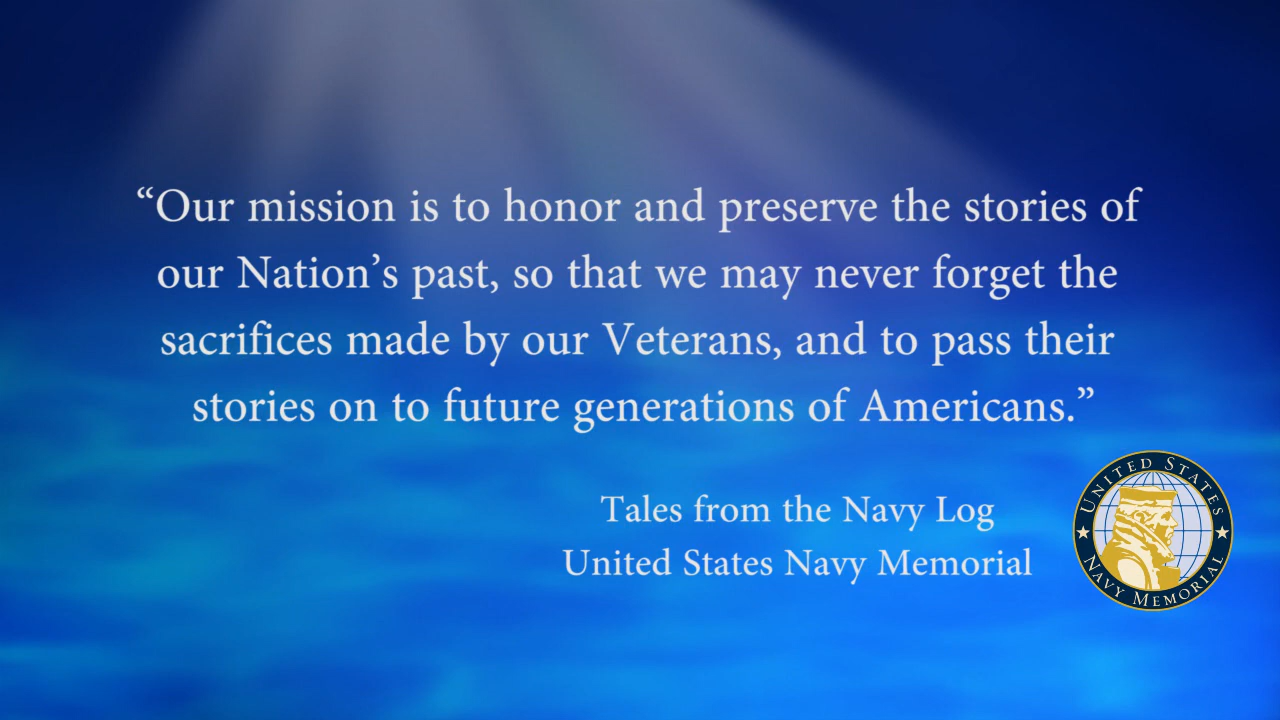 “Our mission is to honor and preserve the stories of
our Nation’s past, so that we may never forget the
sacrifices made by our Veterans, and to pass their
stories on to future generations of Americans.”
Tales from the Navy Log
United States Navy Memorial
UNITED STATES
NAVY MEMORIAL